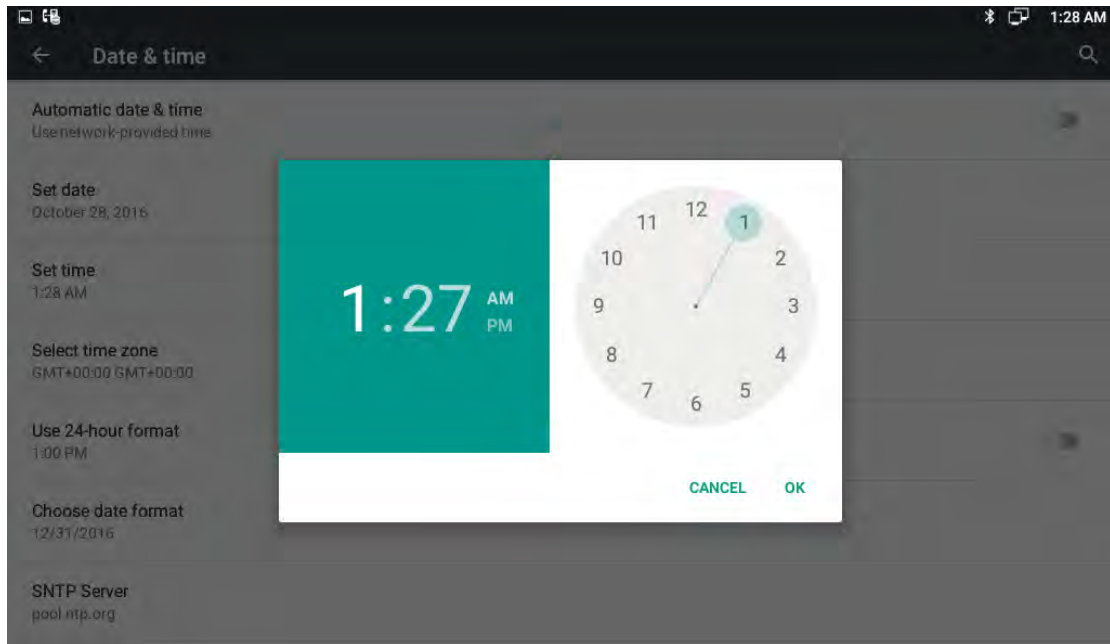 1:28 AM
Date & time
Automatic date & time
Use network-provided time
Set date
October 28, 2016
Set time
1:28 AM
Select time zone
GMT+00:00 GMT+00:00
Use 24-hour format
1:00 PM
Choose date format
12/31/2016
SNTP Server
pool.ntp.org
1:27 AM
PM
12
1
2
3
4
5
6
7
8
9
10
11
CANCEL OK